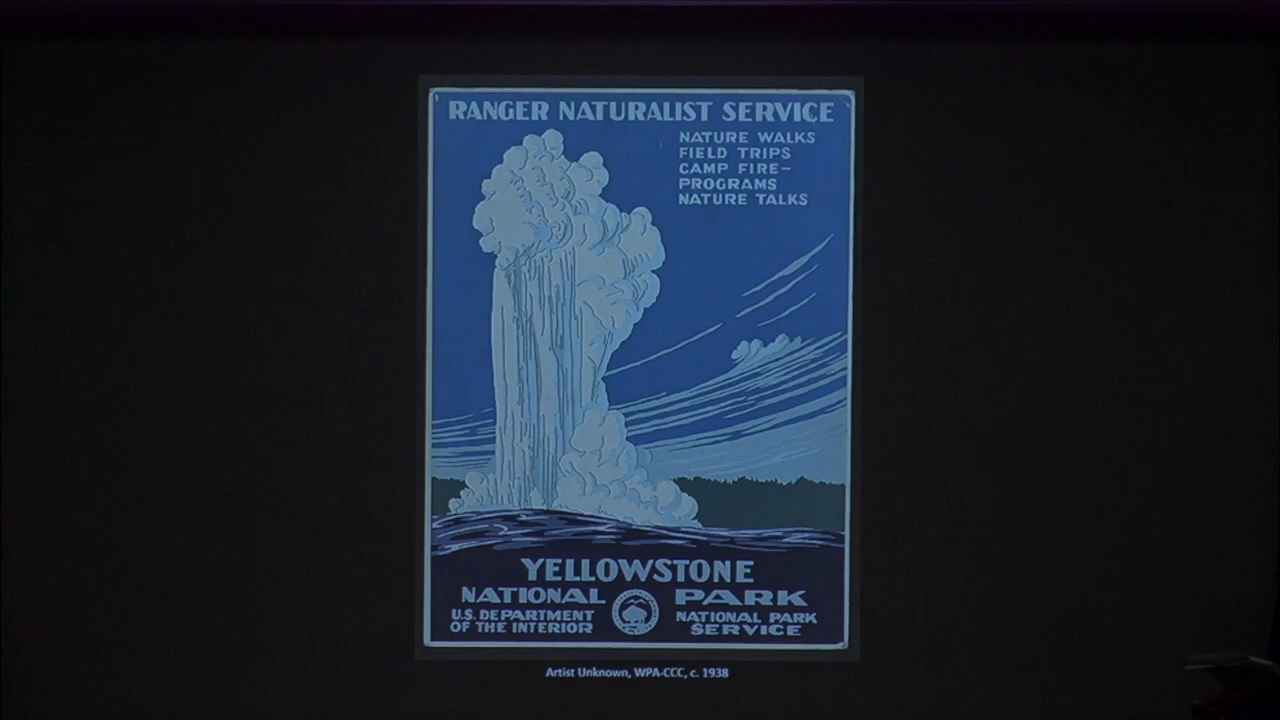 RANGER NATURALIST SERVICE
NATURE WALKS
FIELD TRIPS
CAMP FIRE-
PROGRAMS
NATURE TALKS
YELLOWSTONE
NATIONAL PARK
U.S. DEPARTMENT
OF THE INTERIOR
NATIONAL PARK
SERVICE
Artist Unknown, WPA-CCC, c. 1938